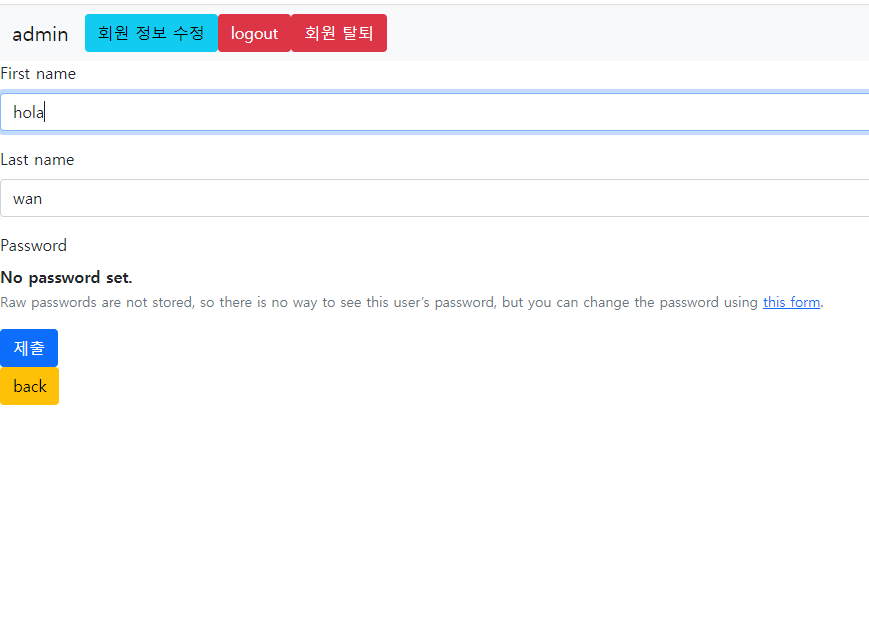 admin 회원 정보 수정 logout 회원 탈퇴
First name
hola
Last name
wan
Password
No password set.
Raw passwords are not stored, so there is no way to see this user's password, but you can change the password using this form.
제출
back